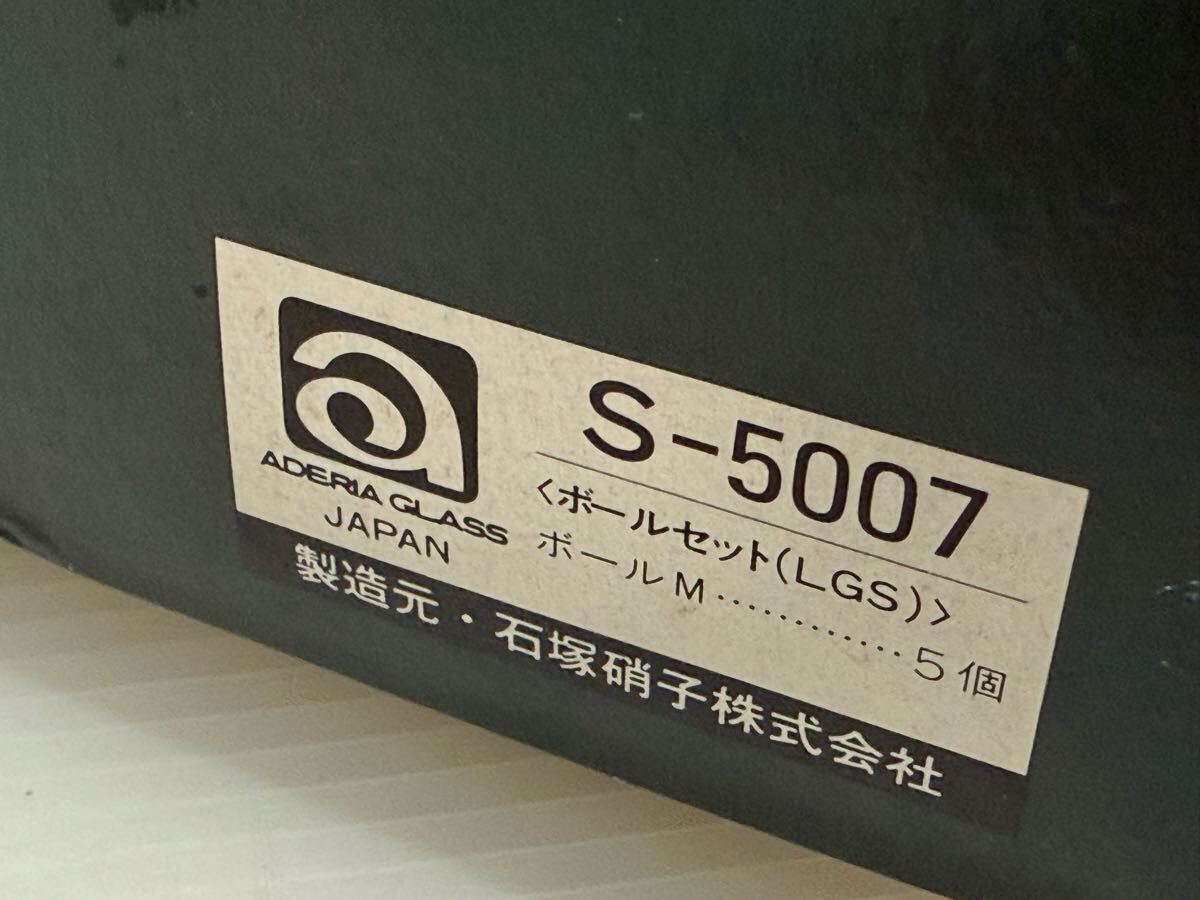 ADERIA GLASS
JAPAN
S-5007
<ボールセット(LGS)>
ボールM・・・・・・・・・・・・・5個
製造元・石塚硝子株式会社